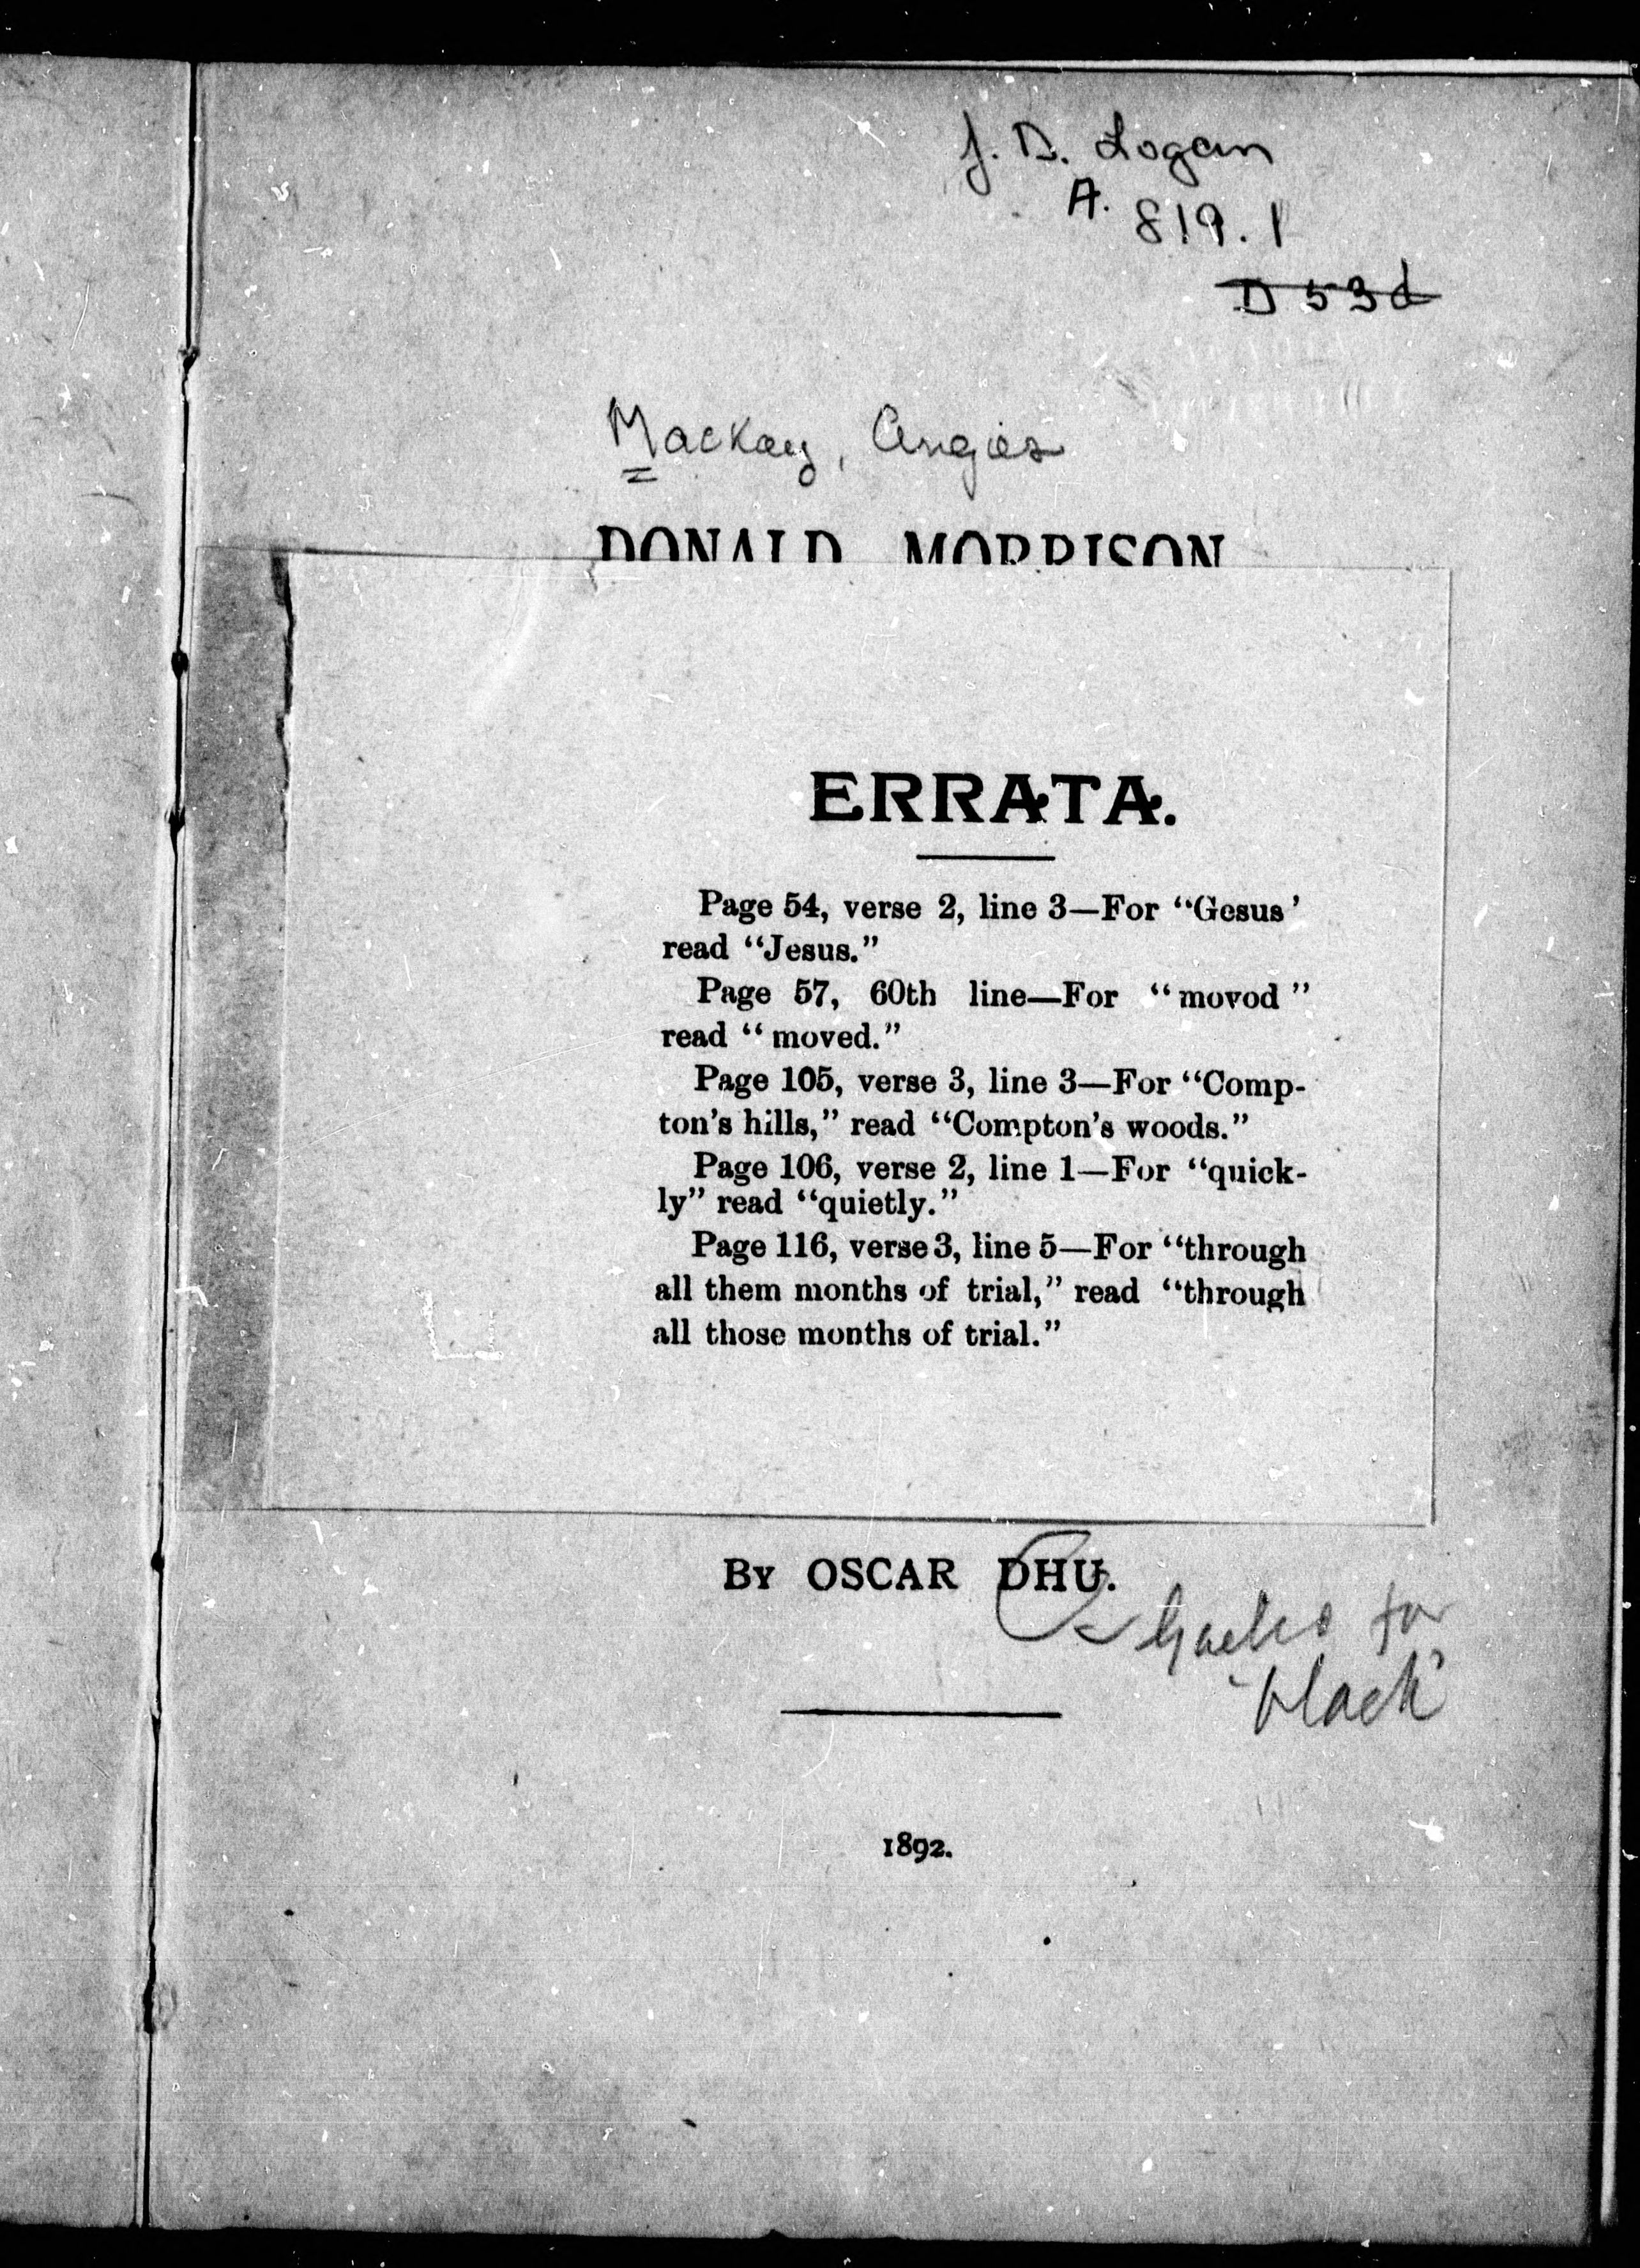 J. D. Logan
A. 819.1
D 53d
Mackay, Angus
DONALD MORRISON
ERRATA.
Page 54, verse 2, line 3—For “Gesus’
read “Jesus.”
Page 57, 60th line—For “movod”
read “moved.”
Page 105, verse 3, line 3—For “Comp-
ton’s hills,” read “Compton’s woods.”
Page 106, verse 2, line 1—For “quick-
ly” read “quietly.”
Page 116, verse 3, line 5—For “through
all them months of trial,” read “through
all those months of trial.”
By OSCAR DHU.
Gaelic for
'black'
1892.